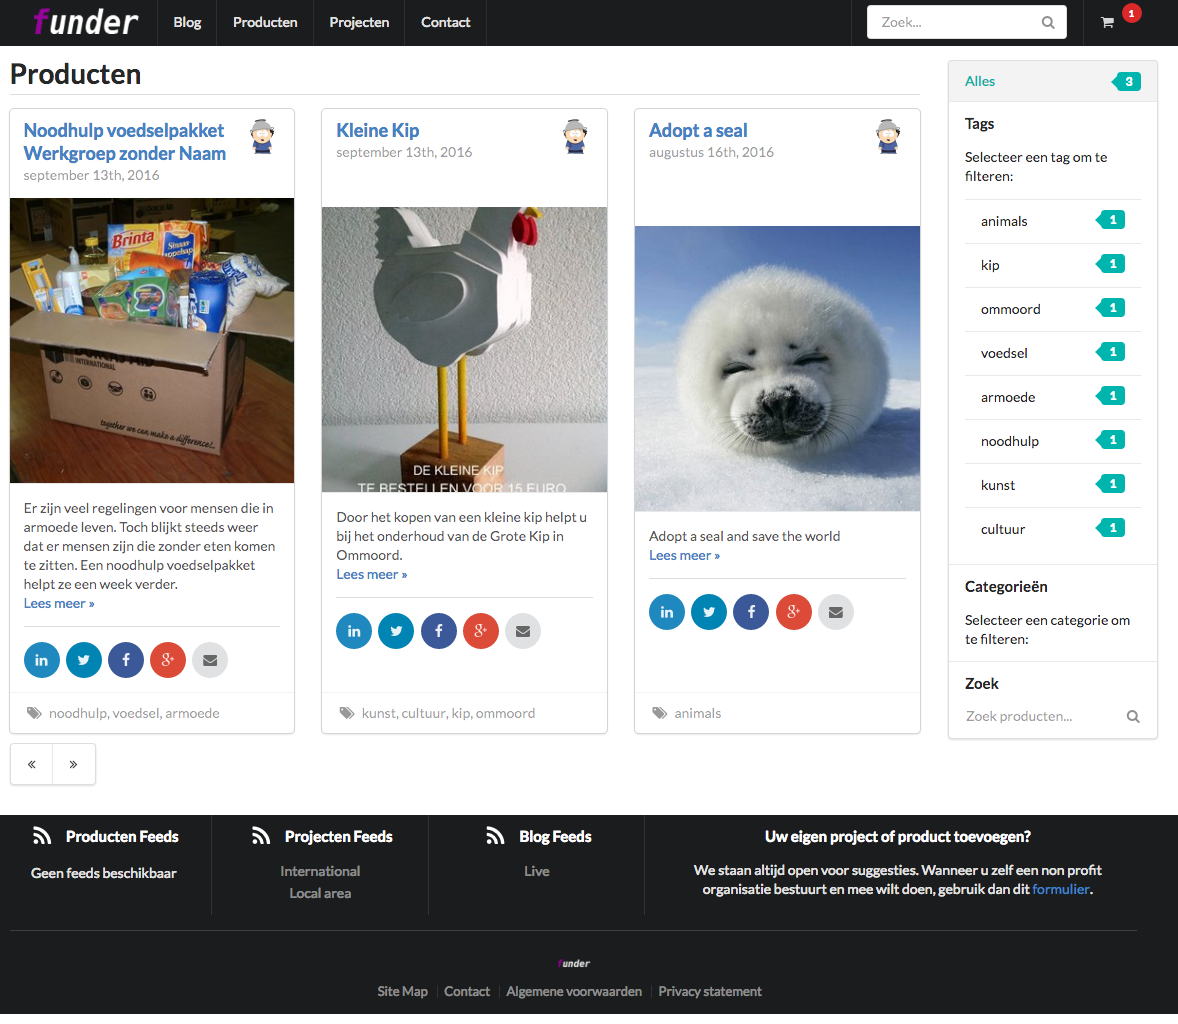 funder
Blog
Producten
Projecten
Contact
Zoek...
1
Producten
Noodhulp voedselpakket
Werkgroep zonder Naam
september 13th, 2016
Brinta
INTERNATIONAL
together we can make a difference!
Er zijn veel regelingen voor mensen die in
armoede leven. Toch blijkt steeds weer
dat er mensen zijn die zonder eten komen
te zitten. Een noodhulp voedselpakket
helpt ze een week verder.
Lees meer »
in
f
g+
noodhulp, voedsel, armoede
Kleine Kip
september 13th, 2016
DE KLEINE KIP
TE BESTELLEN VOOR 15 EURO
Door het kopen van een kleine kip helpt u
bij het onderhoud van de Grote Kip in
Ommoord.
Lees meer »
in
f
g+
kunst, cultuur, kip, ommoord
Adopt a seal
augustus 16th, 2016
Adopt a seal and save the world
Lees meer »
in
f
g+
animals
« »
Alles 3
Tags
Selecteer een tag om te
filteren:
animals 1
kip 1
ommoord 1
voedsel 1
armoede 1
noodhulp 1
kunst 1
cultuur 1
Categorieën
Selecteer een categorie om
te filteren:
Zoek
Zoek producten...
Producten Feeds
Geen feeds beschikbaar
Projecten Feeds
International
Local area
Blog Feeds
Live
Uw eigen project of product toevoegen?
We staan altijd open voor suggesties. Wanneer u zelf een non profit
organisatie bestuurt en mee wilt doen, gebruik dan dit formulier.
funder
Site Map
Contact
Algemene voorwaarden
Privacy statement